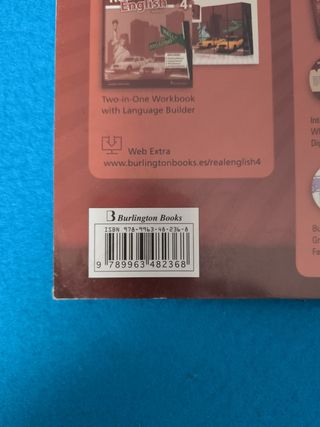 English 4
Two-in-One Workbook
with Language Builder
Web Extra
www.burlingtonbooks.es/realenglish4
B Burlington Books
ISBN 978-9963-48-236-8
9 789963 482368